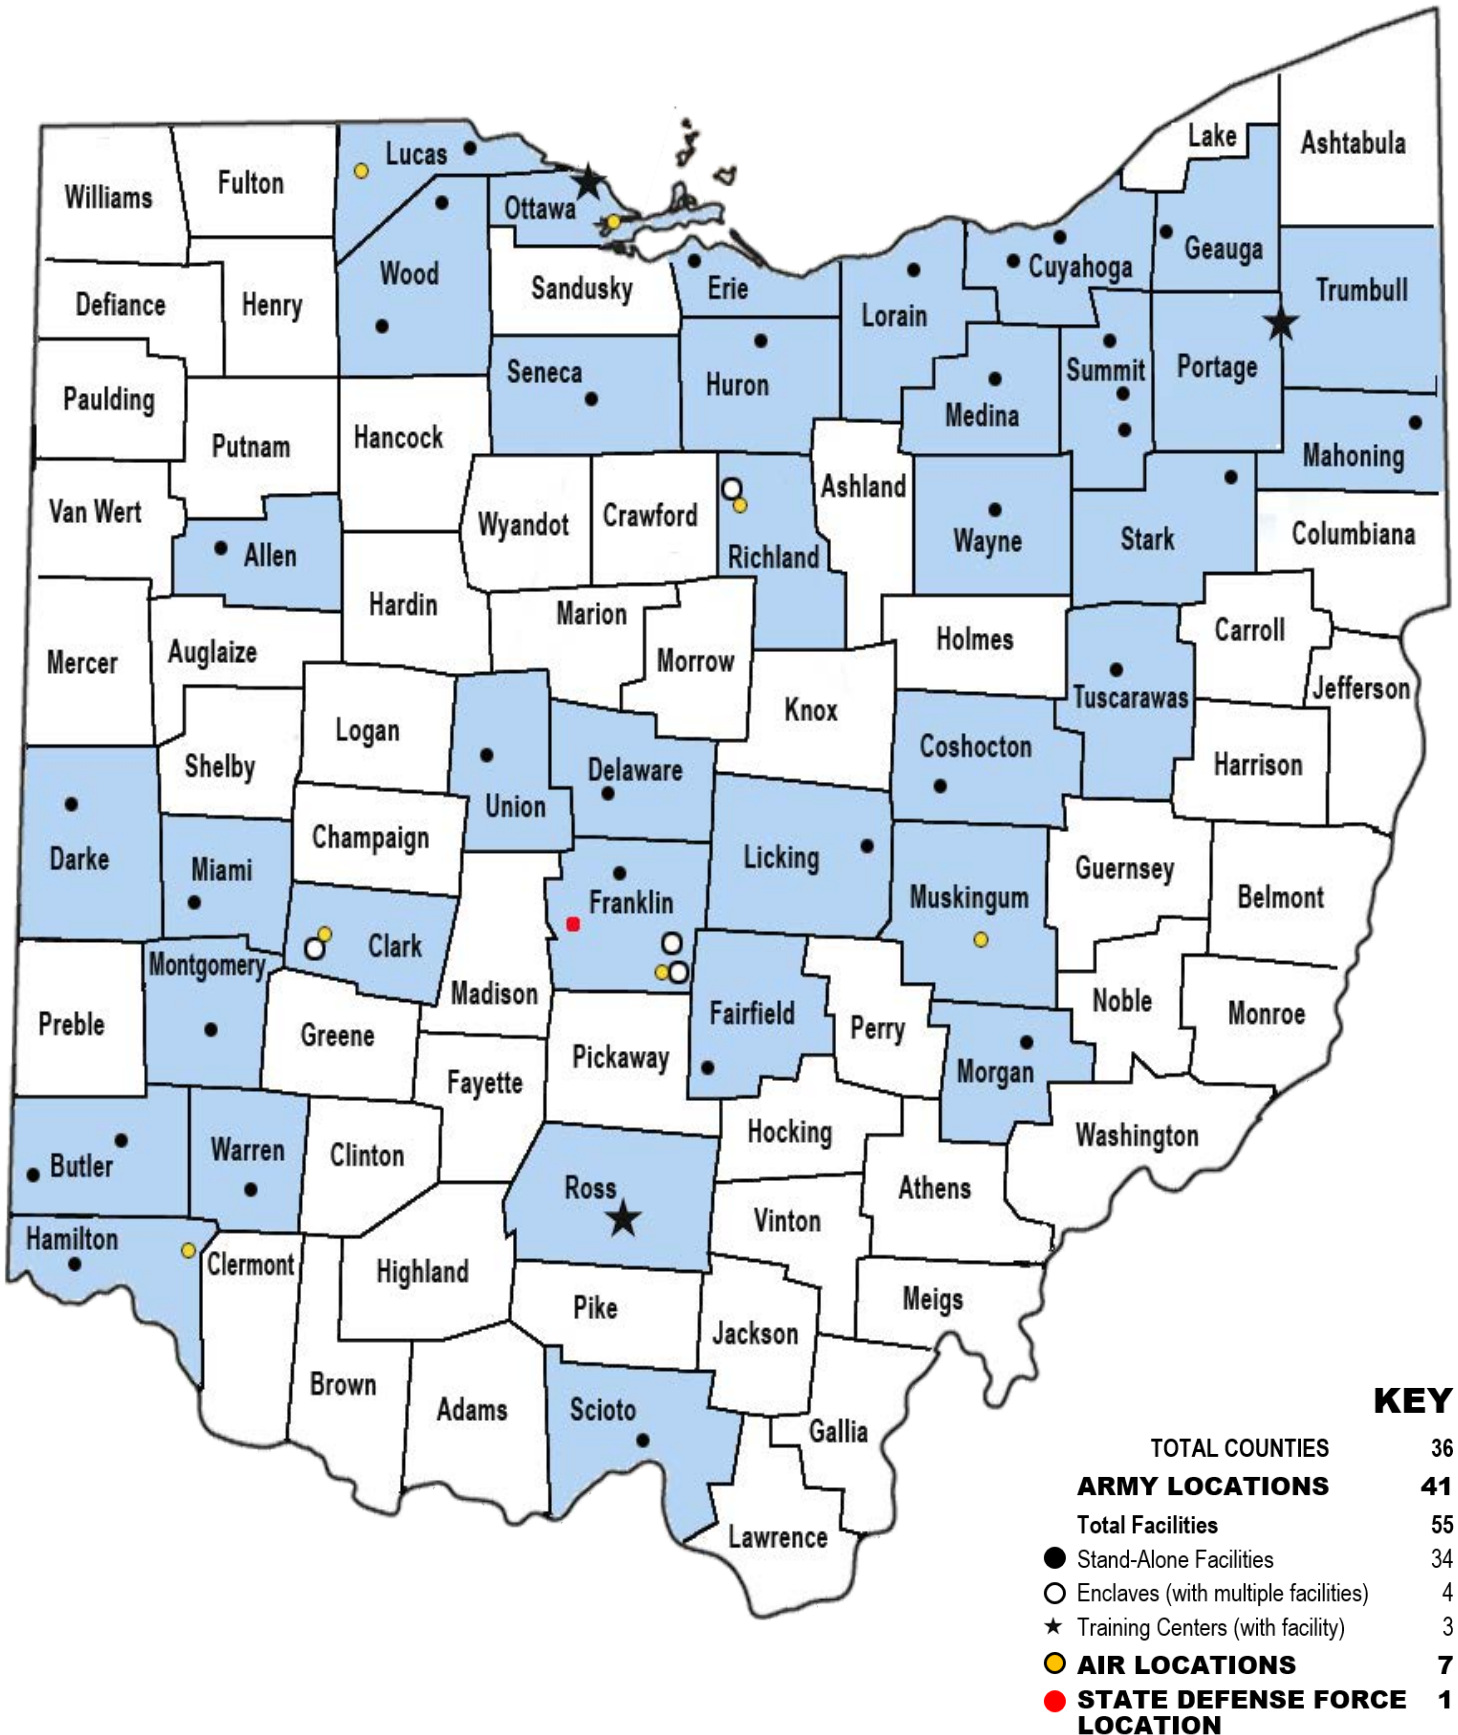 Lake
Ashtabula
Lucas
Williams
Fulton
Ottawa
Geauga
Cuyahoga
Wood
Sandusky
Erie
Trumbull
Defiance
Henry
Lorain
Seneca
Huron
Summit
Portage
Paulding
Medina
Putnam
Hancock
Mahoning
Ashland
Van Wert
Wyandot
Crawford
Columbiana
Wayne
Stark
Allen
Richland
Hardin
Marion
Carroll
Holmes
Auglaize
Mercer
Morrow
Jefferson
Tuscarawas
Knox
Logan
Coshocton
Shelby
Delaware
Harrison
Union
Champaign
Darke
Licking
Miami
Guernsey
Muskingum
Belmont
Franklin
Clark
Montgomery
Madison
Noble
Fairfield
Monroe
Preble
Perry
Greene
Pickaway
Morgan
Fayette
Hocking
Washington
Warren
Clinton
Butler
Ross
Athens
Vinton
Hamilton
Clermont
Highland
Meigs
Pike
Jackson
Brown
Adams
Scioto
Gallia
Lawrence
KEY
TOTAL COUNTIES 36
ARMY LOCATIONS 41
Total Facilities 55
Stand-Alone Facilities 34
Enclaves (with multiple facilities) 4
Training Centers (with facility) 3
AIR LOCATIONS 7
STATE DEFENSE FORCE 1
LOCATION